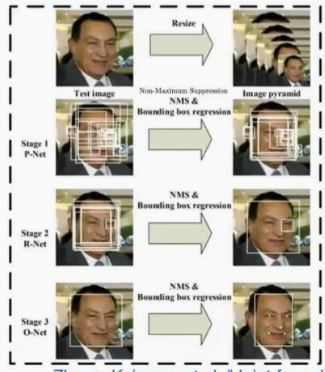 Resize
Test image
Image pyramid
Non-Maximum Suppression
NMS &
Bounding box regression
Stage 1
P-Net
NMS &
Bounding box regression
Stage 2
R-Net
NMS &
Bounding box regression
Stage 3
O-Net